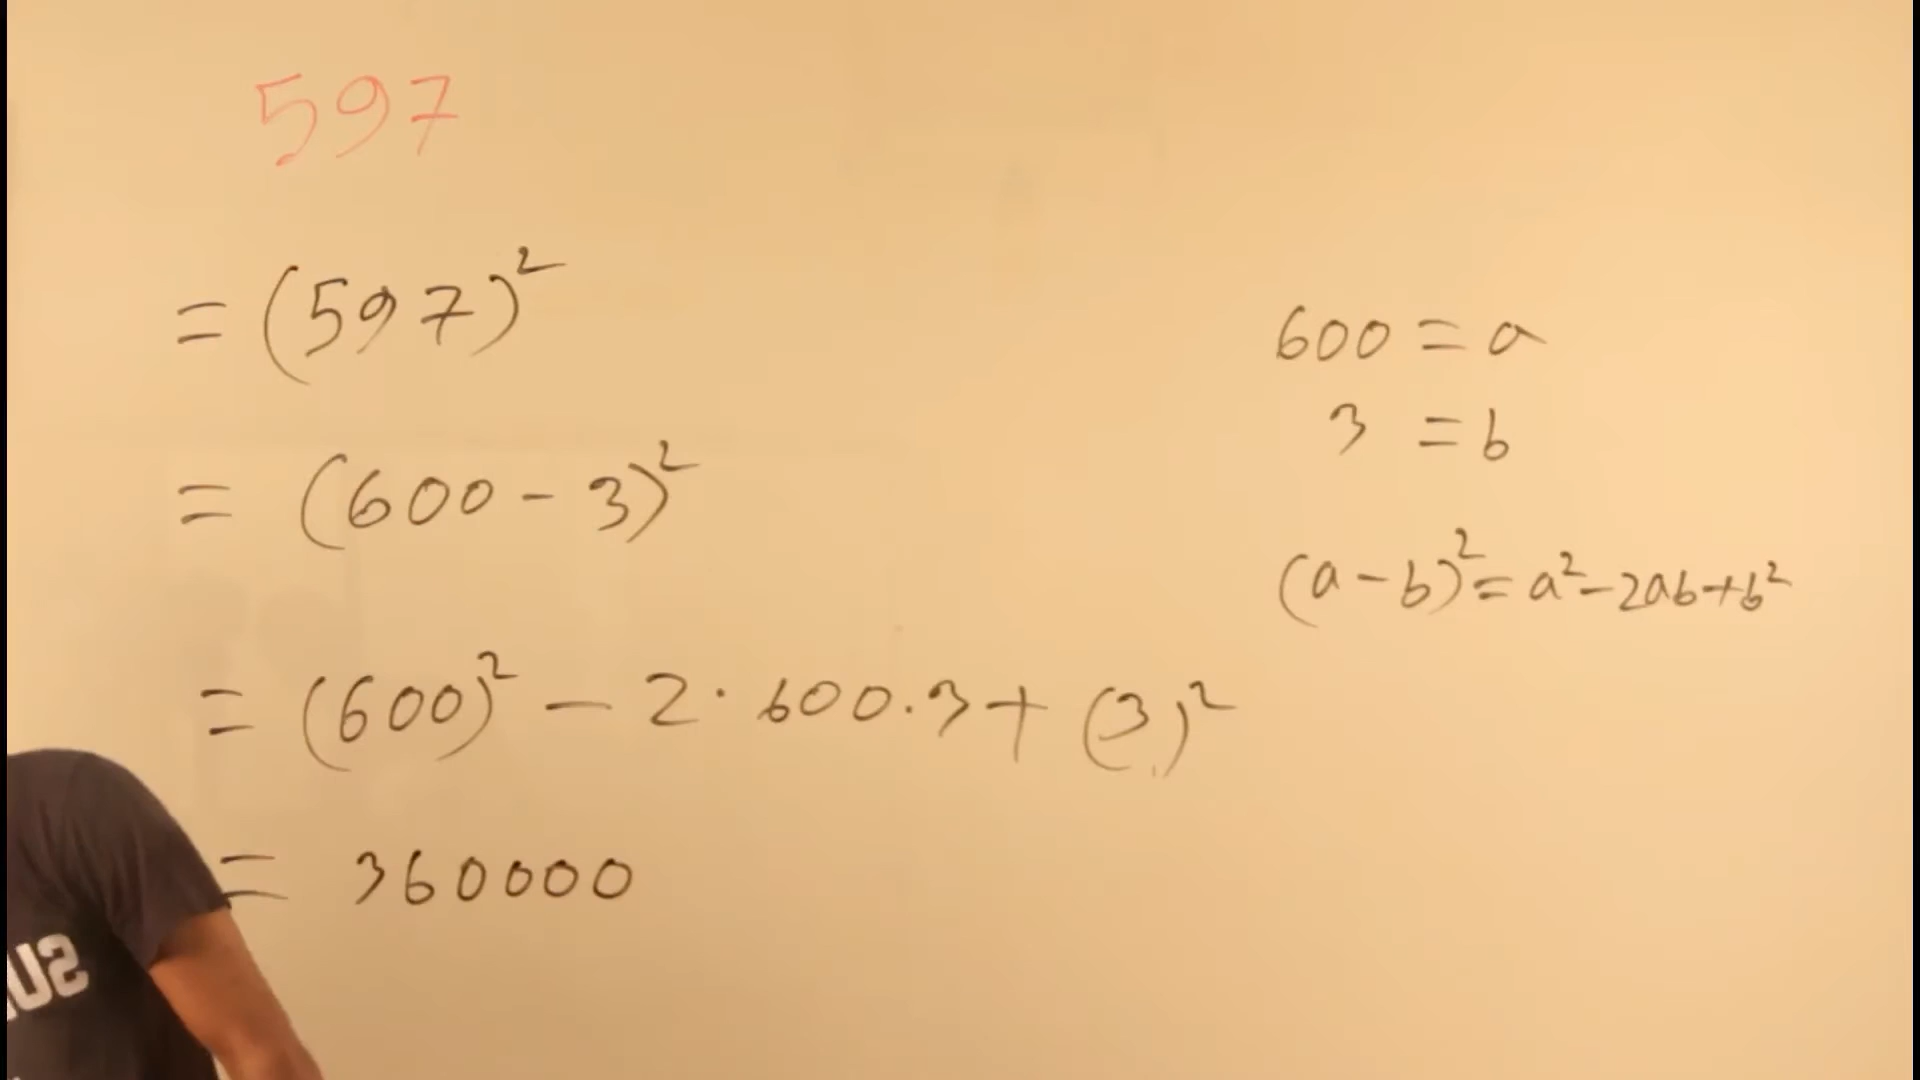 597
= (597)²
= (600 - 3)²
= (600)² - 2 · 600 . 3 + (3)²
= 360000
600 = a
3 = b
(a - b)² = a² - 2ab + b²